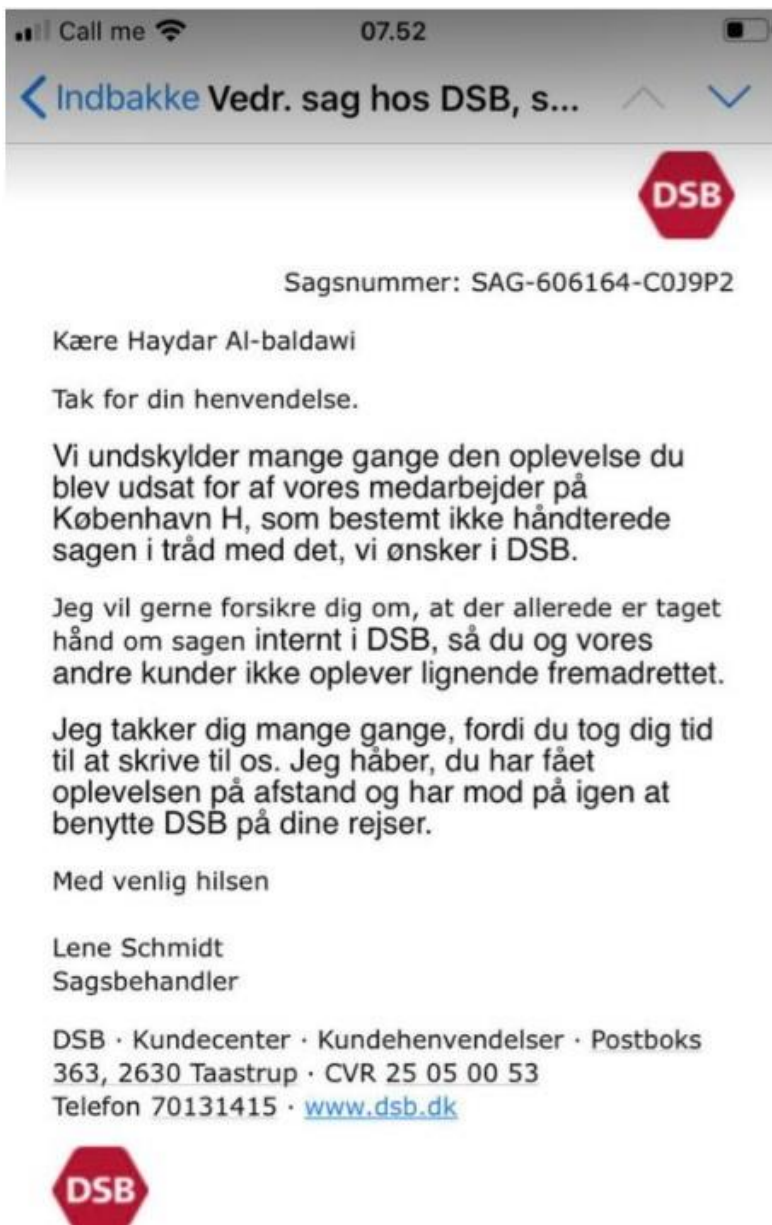 Call me 07.52
Indbakke Vedr. sag hos DSB, s...
DSB
Sagsnummer: SAG-606164-C0J9P2
Kære Haydar Al-baldawi
Tak for din henvendelse.
Vi undskylder mange gange den oplevelse du
blev udsat for af vores medarbejder på
København H, som bestemt ikke håndterede
sagen i tråd med det, vi ønsker i DSB.
Jeg vil gerne forsikre dig om, at der allerede er taget
hånd om sagen internt i DSB, så du og vores
andre kunder ikke oplever lignende fremadrettet.
Jeg takker dig mange gange, fordi du tog dig tid
til at skrive til os. Jeg håber, du har fået
oplevelsen på afstand og har mod på igen at
benytte DSB på dine rejser.
Med venlig hilsen
Lene Schmidt
Sagsbehandler
DSB · Kundecenter · Kundehenvendelser · Postboks
363, 2630 Taastrup · CVR 25 05 00 53
Telefon 70131415 · www.dsb.dk
DSB